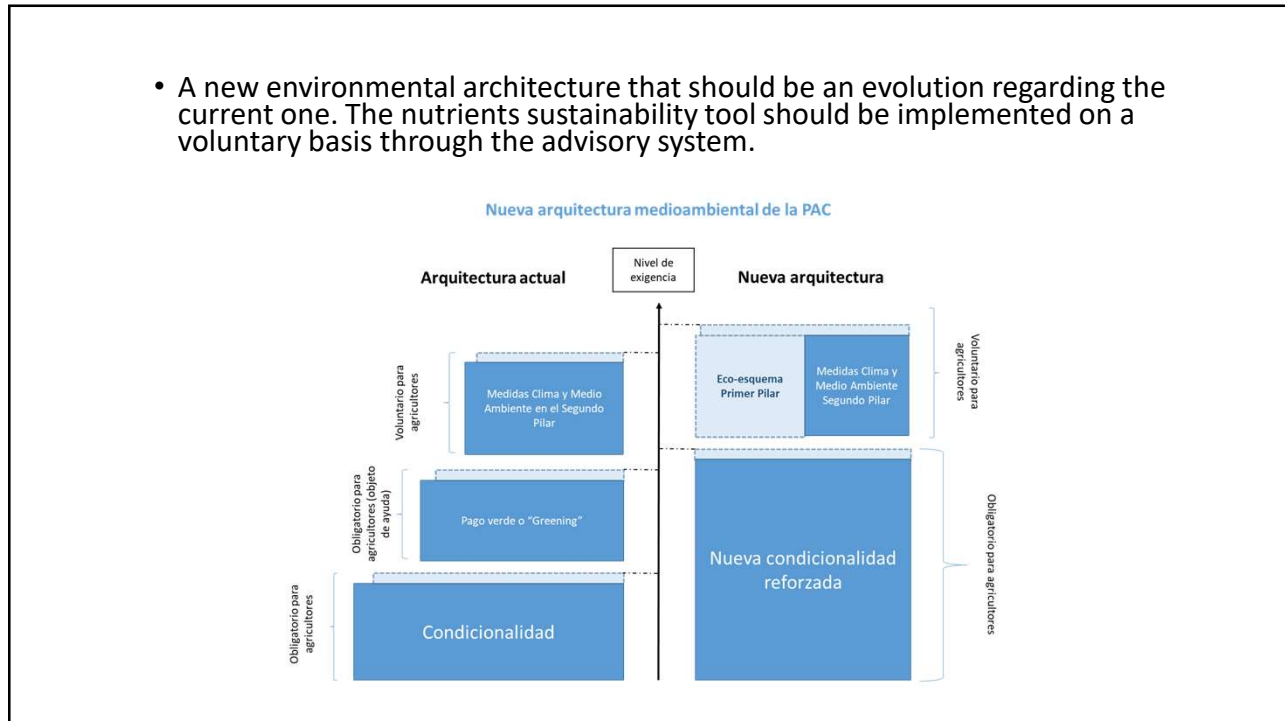 • A new environmental architecture that should be an evolution regarding the
current one. The nutrients sustainability tool should be implemented on a
voluntary basis through the advisory system.
Nueva arquitectura medioambiental de la PAC
Arquitectura actual
Nivel de
exigencia
Nueva arquitectura
Voluntario para
agricultores
Medidas Clima y Medio
Ambiente en el Segundo
Pilar
Obligatorio para
agricultores (objeto
de ayuda)
Pago verde o “Greening”
Obligatorio para
agricultores
Condicionalidad
Eco-esquema
Primer Pilar
Medidas Clima y
Medio Ambiente
Segundo Pilar
Voluntario para
agricultores
Nueva condicionalidad
reforzada
Obligatorio para agricultores